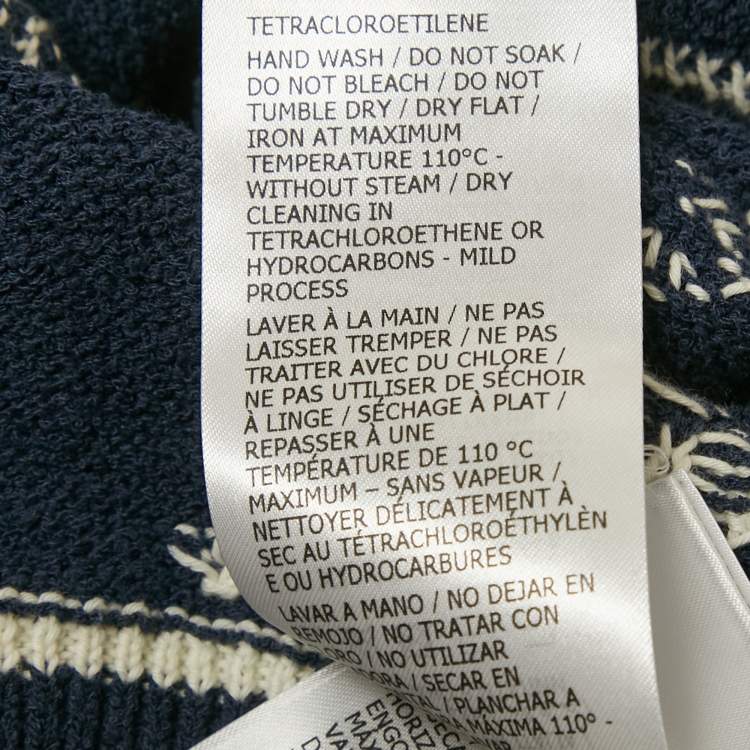 TETRACLOROETILENE
HAND WASH / DO NOT SOAK /
DO NOT BLEACH / DO NOT
TUMBLE DRY / DRY FLAT /
IRON AT MAXIMUM
TEMPERATURE 110°C -
WITHOUT STEAM / DRY
CLEANING IN
TETRACHLOROETHENE OR
HYDROCARBONS - MILD
PROCESS
LAVER À LA MAIN / NE PAS
LAISSER TREMPER / NE PAS
TRAITER AVEC DU CHLORE /
NE PAS UTILISER DE SÉCHOIR
À LINGE / SÉCHAGE À PLAT /
REPASSER À UNE
TEMPÉRATURE DE 110 °C
MAXIMUM – SANS VAPEUR /
NETTOYER DÉLICATEMENT À
SEC AU TÉTRACHLOROÉTHYLÈN
E OU HYDROCARBURES
LAVAR A MANO / NO DEJAR EN
REMOJO / NO TRATAR CON
/ NO UTILIZAR
/ SECAR EN
/ PLANCHAR A
MÁXIMA 110° -